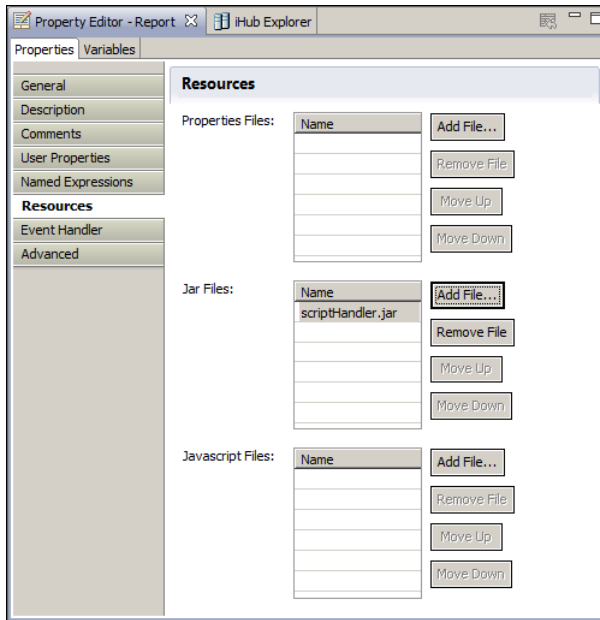 Property Editor - Report iHub Explorer
Properties Variables
General
Description
Comments
User Properties
Named Expressions
Resources
Event Handler
Advanced
Resources
Properties Files:
Name
Add File...
Remove File
Move Up
Move Down
Jar Files:
Name
scriptHandler.jar
Add File...
Remove File
Move Up
Move Down
Javascript Files:
Name
Add File...
Remove File
Move Up
Move Down